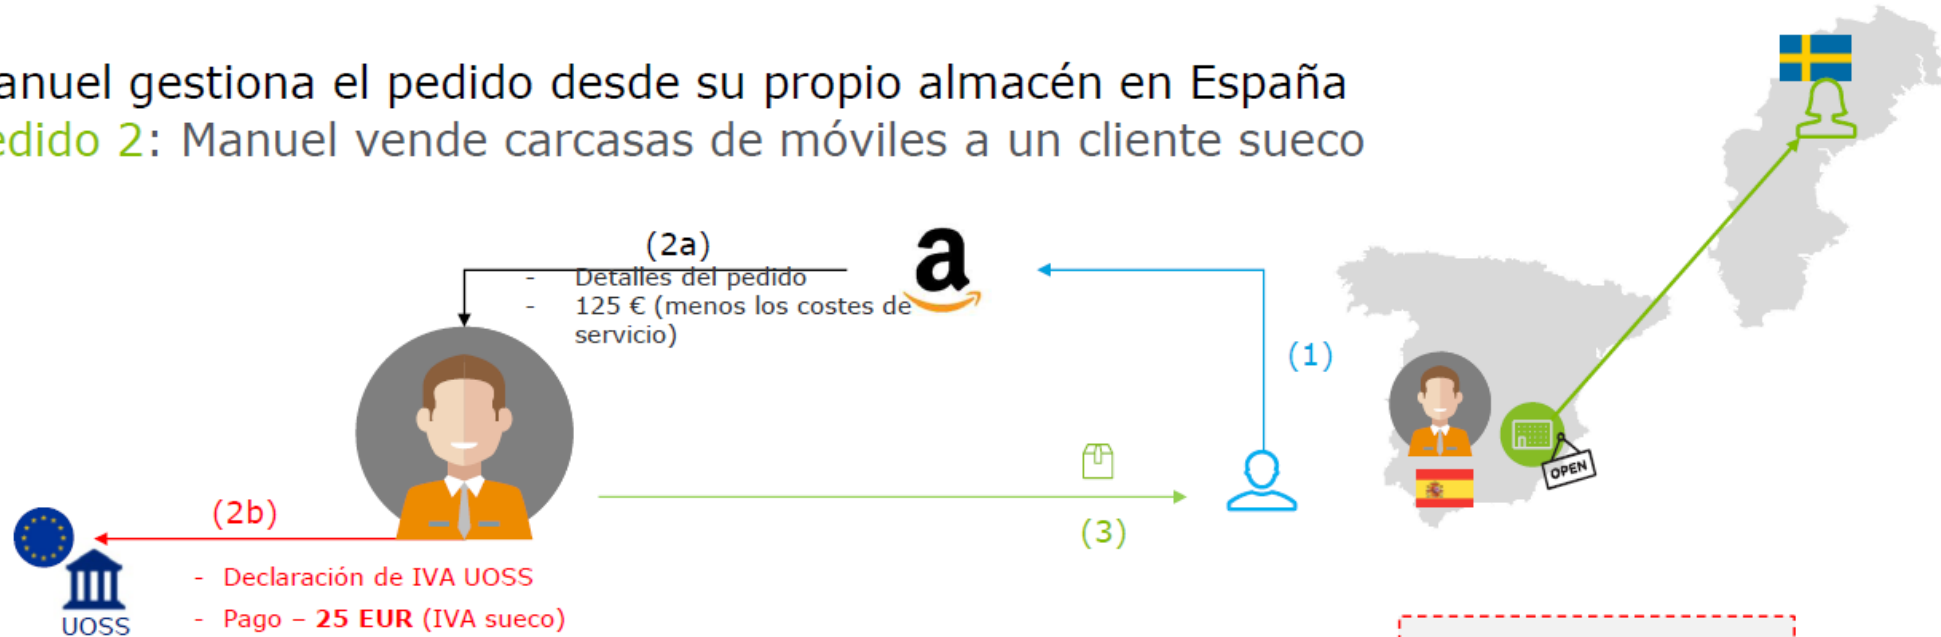 anuel gestiona el pedido desde su propio almacén en España
edido 2: Manuel vende carcasas de móviles a un cliente sueco
(2a)
- Detalles del pedido
- 125 € (menos los costes de
servicio)
a
(1)
OPEN
(2b)
(3)
- Declaración de IVA UOSS
- Pago – 25 EUR (IVA sueco)
UOSS